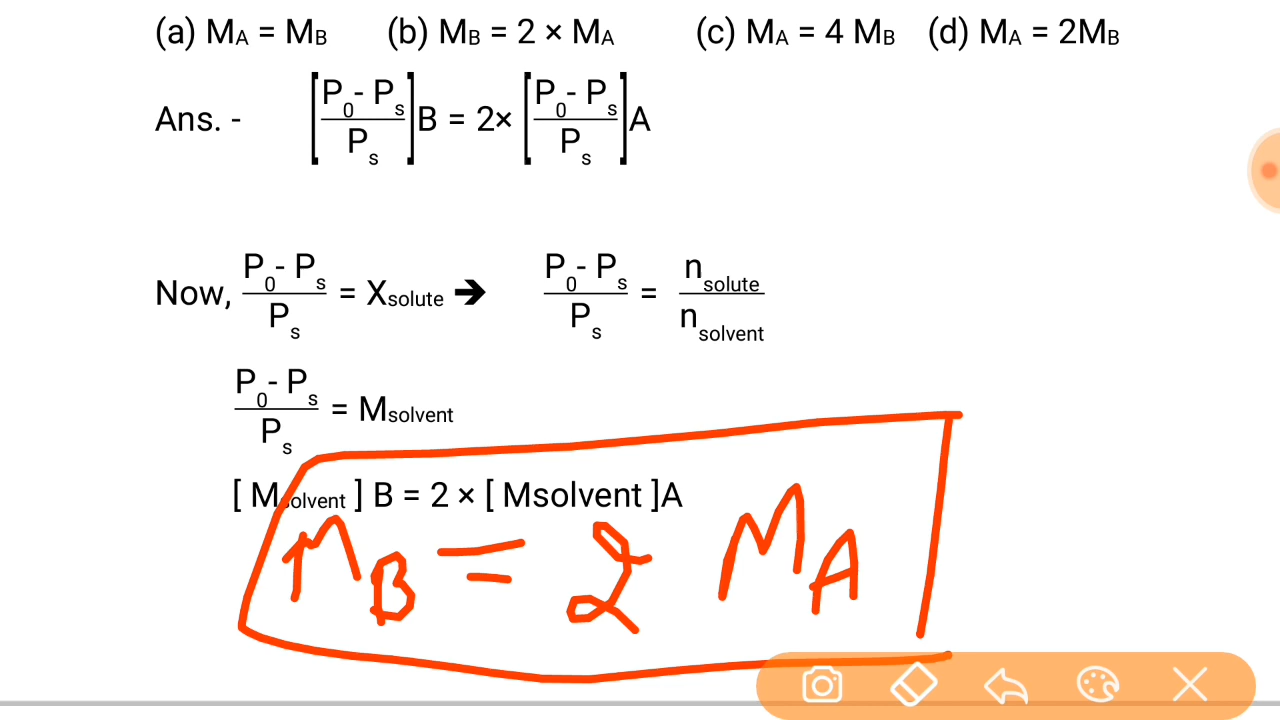 (a) MA = MB (b) MB = 2 × MA (c) MA = 4 MB (d) MA = 2MB
Ans. - [P0 - Ps / Ps]B = 2× [P0 - Ps / Ps]A
Now, P0 - Ps / Ps = Xsolute ➔ P0 - Ps / Ps = nsolute / nsolvent
P0 - Ps / Ps = Msolvent
[ Msolvent ] B = 2 × [ Msolvent ]A
MB = 2 MA